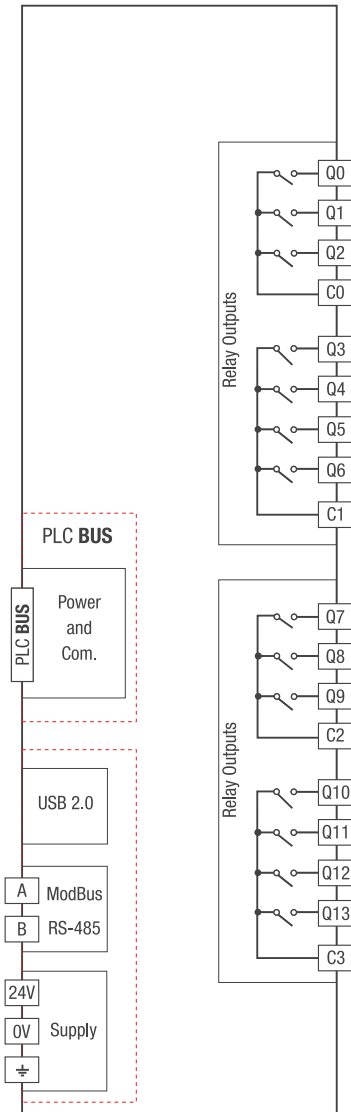 PLC BUS
Power
and
Com.
PLC BUS
USB 2.0
A
ModBus
B
RS-485
24V
0V
Supply
Relay Outputs
Q0
Q1
Q2
C0
Q3
Q4
Q5
Q6
C1
Relay Outputs
Q7
Q8
Q9
C2
Q10
Q11
Q12
Q13
C3